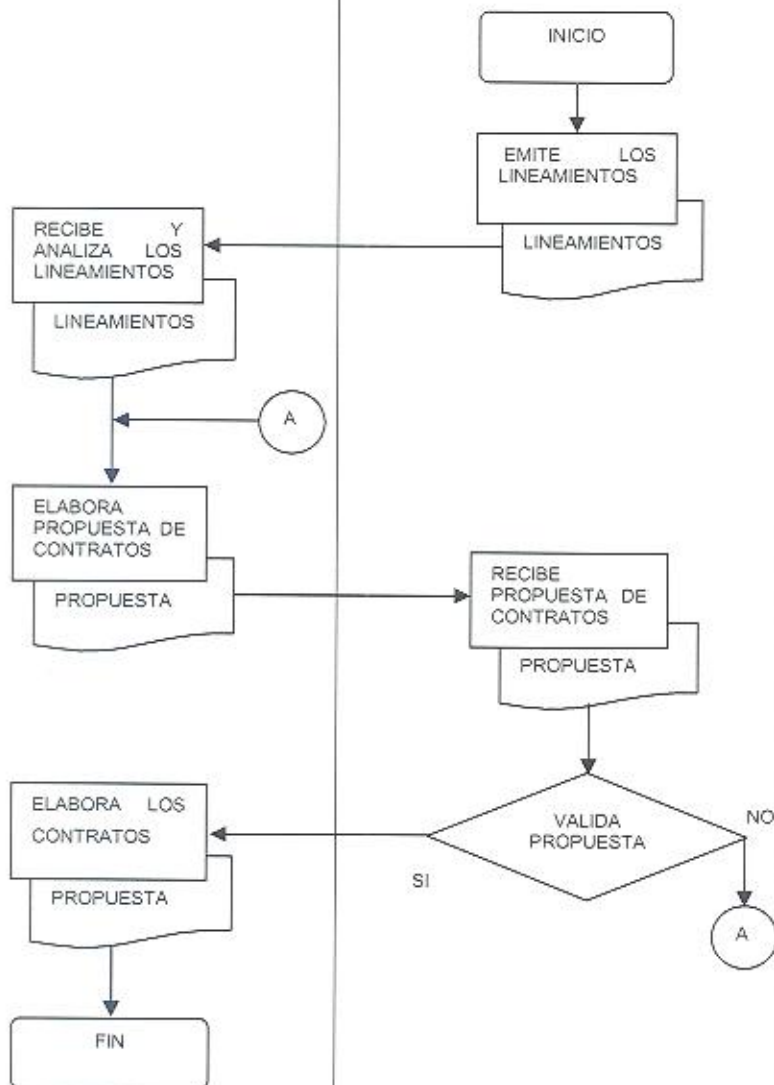 INICIO
EMITE LOS
LINEAMIENTOS
LINEAMIENTOS
RECIBE Y
ANALIZA LOS
LINEAMIENTOS
LINEAMIENTOS
A
ELABORA
PROPUESTA DE
CONTRATOS
PROPUESTA
RECIBE
PROPUESTA DE
CONTRATOS
PROPUESTA
VALIDA
PROPUESTA
NO
SI
A
ELABORA LOS
CONTRATOS
PROPUESTA
FIN